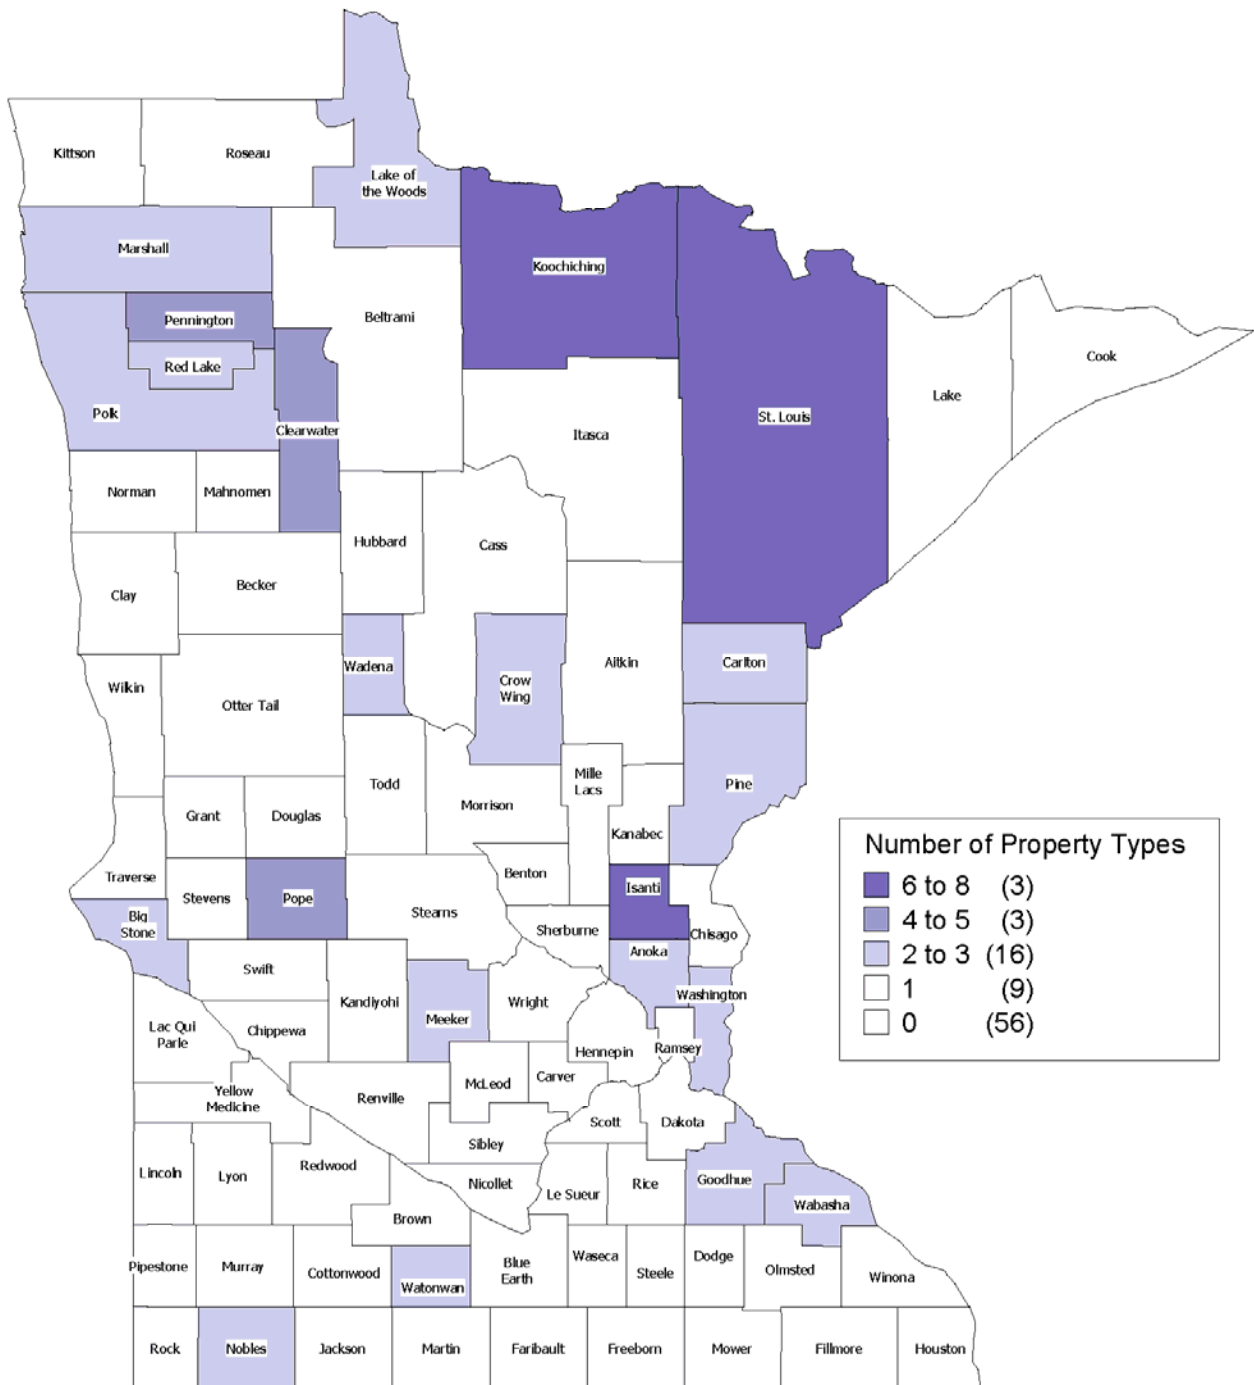 Kittson
Roseau
Lake of
the Woods
Marshall
Koochiching
Pennington
Beltrami
Red Lake
Cook
Lake
Polk
St. Louis
Clearwater
Itasca
Norman
Mahnomen
Hubbard
Cass
Becker
Clay
Wadena
Carlton
Aitkin
Crow
Wing
Wilkin
Otter Tail
Mille
Lacs
Todd
Pine
Morrison
Grant
Douglas
Kanabec
Number of Property Types
6 to 8 (3)
4 to 5 (3)
2 to 3 (16)
1 (9)
0 (56)
Traverse
Benton
Isanti
Stevens
Pope
Stearns
Big
Stone
Sherburne
Chisago
Anoka
Swift
Washington
Kandiyohi
Wright
Meeker
Lac Qui
Parle
Chippewa
Hennepin
Ramsey
Carver
McLeod
Yellow
Medicine
Renville
Scott
Dakota
Sibley
Redwood
Lincoln
Lyon
Goodhue
Nicollet
Rice
Le Sueur
Wabasha
Brown
Waseca
Dodge
Pipestone
Murray
Blue
Earth
Cottonwood
Steele
Olmsted
Winona
Watonwan
Rock
Nobles
Jackson
Martin
Faribault
Freeborn
Mower
Fillmore
Houston